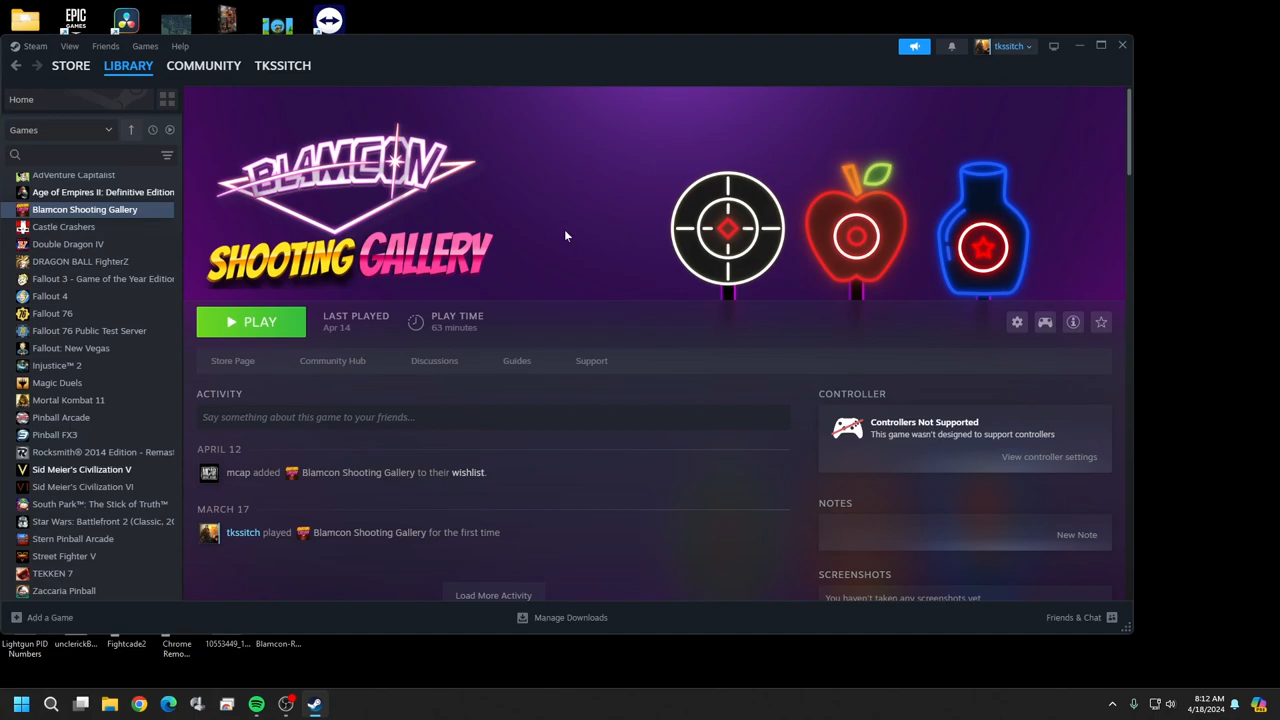 EPIC
GAMES
Steam View Friends Games Help
tkssitch
STORE LIBRARY COMMUNITY TKSSITCH
Home
Games
AdVenture Capitalist
Age of Empires II: Definitive Edition
Blamcon Shooting Gallery
Castle Crashers
Double Dragon IV
DRAGON BALL FighterZ
Fallout 3 - Game of the Year Edition
Fallout 4
Fallout 76
Fallout 76 Public Test Server
Fallout: New Vegas
Injustice™ 2
Magic Duels
Mortal Kombat 11
Pinball Arcade
Pinball FX3
Rocksmith® 2014 Edition - Remast
Sid Meier's Civilization V
Sid Meier's Civilization VI
South Park™: The Stick of Truth™
Star Wars: Battlefront 2 (Classic, 20
Stern Pinball Arcade
Street Fighter V
TEKKEN 7
Zaccaria Pinball
BLAMCON
SHOOTING GALLERY
PLAY
LAST PLAYED
Apr 14
PLAY TIME
63 minutes
Store Page Community Hub Discussions Guides Support
ACTIVITY
Say something about this game to your friends...
APRIL 12
mcap added Blamcon Shooting Gallery to their wishlist.
MARCH 17
tkssitch played Blamcon Shooting Gallery for the first time
Load More Activity
CONTROLLER
Controllers Not Supported
This game wasn't designed to support controllers
View controller settings
NOTES
New Note
SCREENSHOTS
You haven't taken any screenshots yet
Add a Game
Manage Downloads
Friends & Chat
Lightgun PID
Numbers
unclerickB...
Fightcade2
Chrome
Remo...
10553449_1...
Blamcon-R...
8:12 AM
4/18/2024